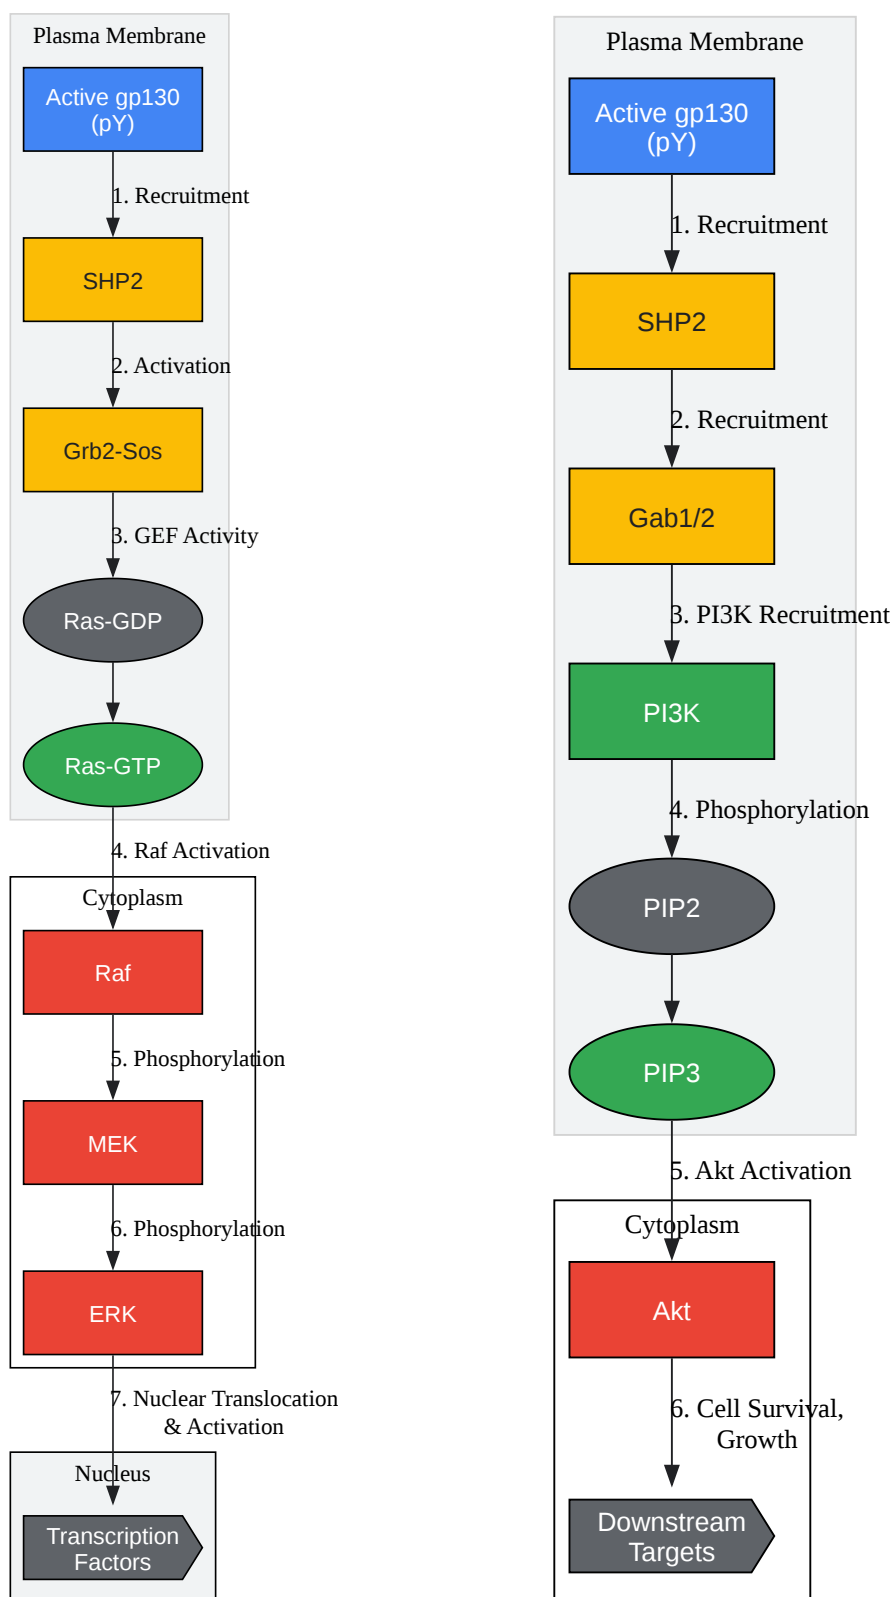 Plasma Membrane
Active gp130
(pY)
1. Recruitment
SHP2
2. Activation
Grb2-Sos
3. GEF Activity
Ras-GDP
Ras-GTP
4. Raf Activation
Cytoplasm
Raf
5. Phosphorylation
MEK
6. Phosphorylation
ERK
7. Nuclear Translocation
& Activation
Nucleus
Transcription
Factors
Plasma Membrane
Active gp130
(pY)
1. Recruitment
SHP2
2. Recruitment
Gab1/2
3. PI3K Recruitment
PI3K
4. Phosphorylation
PIP2
PIP3
5. Akt Activation
Cytoplasm
Akt
6. Cell Survival,
Growth
Downstream
Targets